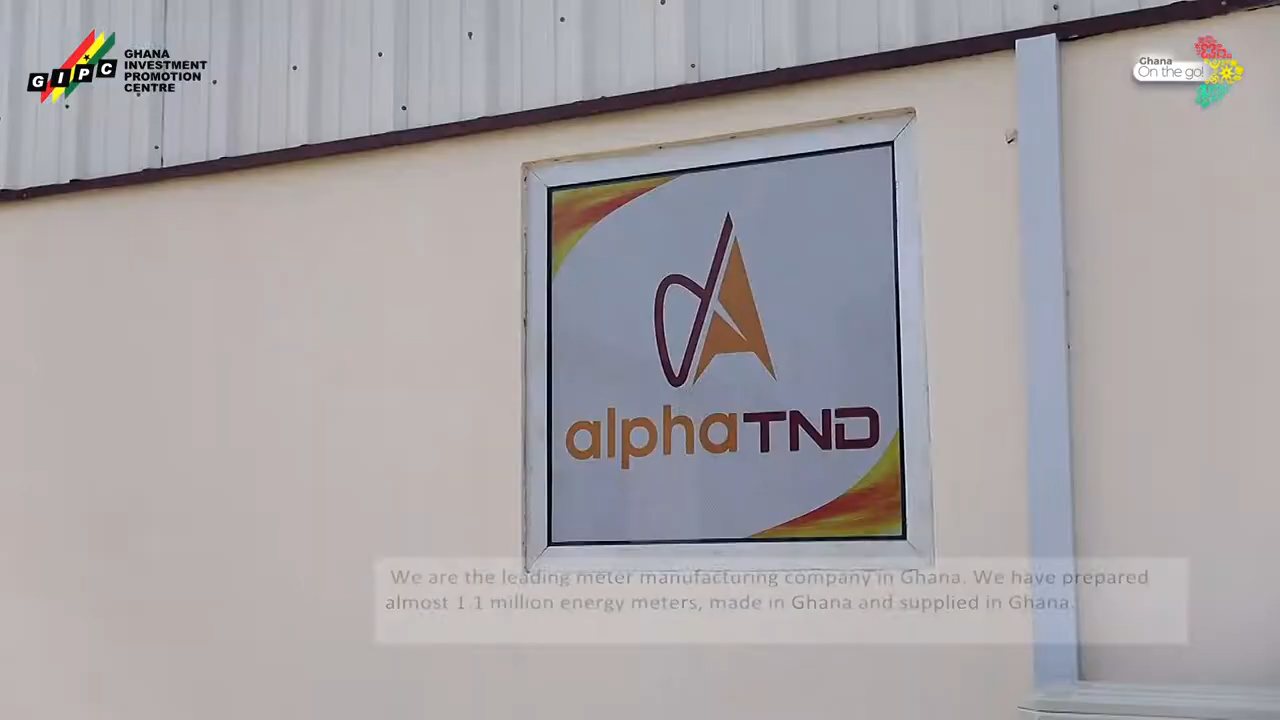 GIPC
GHANA
INVESTMENT
PROMOTION
CENTRE
Ghana
On the go!
alphaTND
We are the leading meter manufacturing company in Ghana. We have prepared
almost 1.1 million energy meters, made in Ghana and supplied in Ghana.